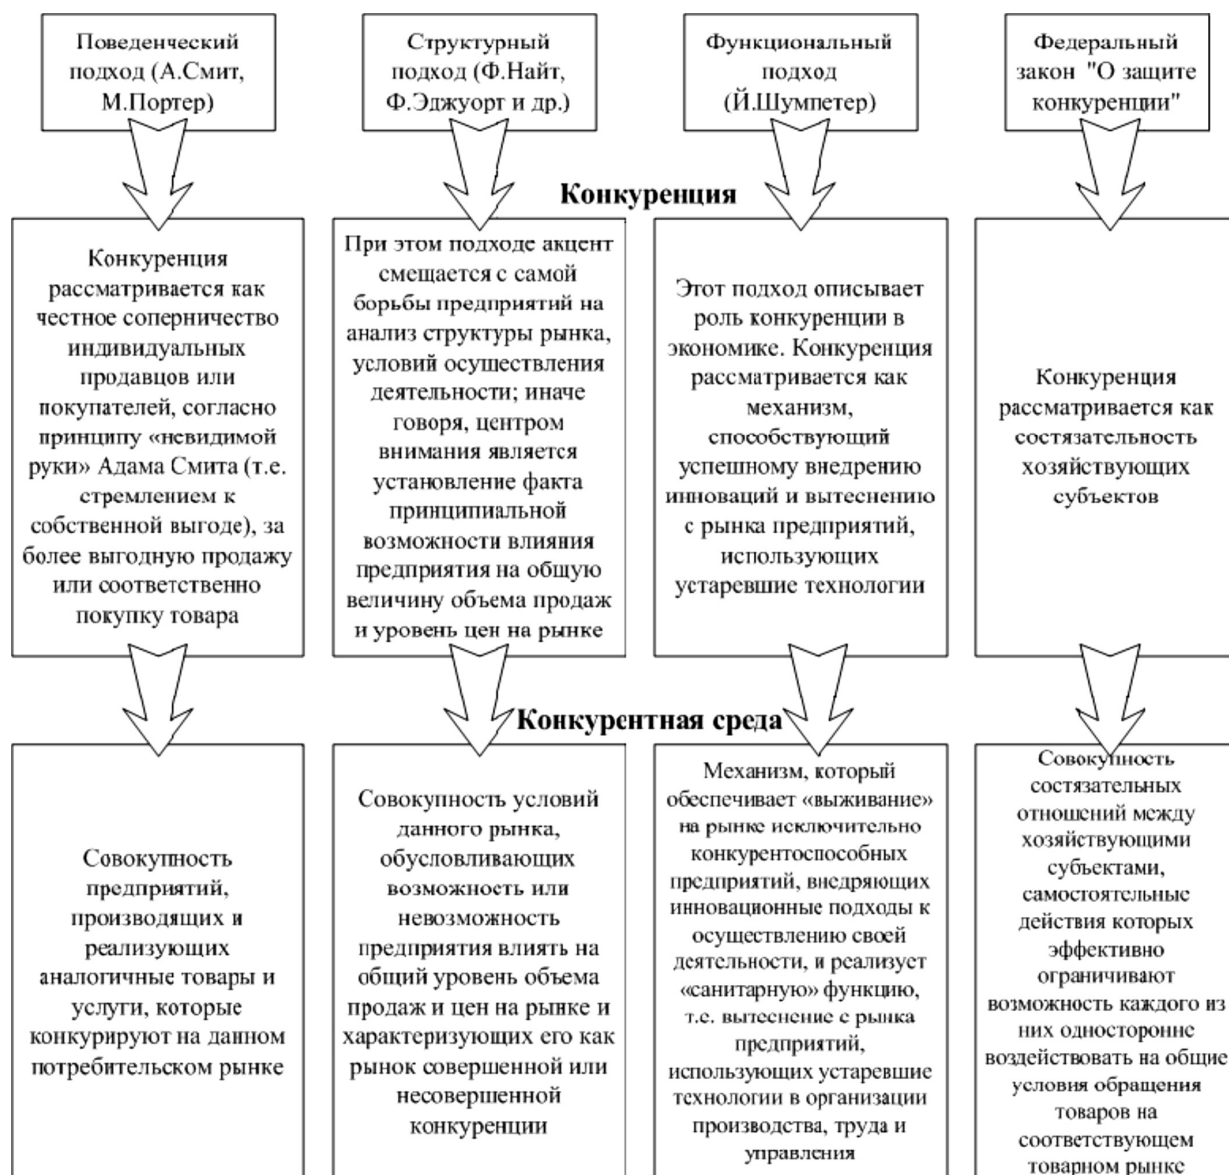 Поведенческий
подход (А.Смит,
М.Портер)
Структурный
подход (Ф.Найт,
Ф.Эджуорт и др.)
Функциональный
подход
(Й.Шумпетер)
Федеральный
закон "О защите
конкуренции"
Конкуренция
Конкуренция
рассматривается как
честное соперничество
индивидуальных
продавцов или
покупателей, согласно
принципу «невидимой
руки» Адама Смита (т.е.
стремлением к
собственной выгоде), за
более выгодную продажу
или соответственно
покупку товара
При этом подходе акцент
смещается с самой
борьбы предприятий на
анализ структуры рынка,
условий осуществления
деятельности; иначе
говоря, центром
внимания является
установление факта
принципиальной
возможности влияния
предприятия на общую
величину объема продаж
и уровень цен на рынке
Этот подход описывает
роль конкуренции в
экономике. Конкуренция
рассматривается как
механизм,
способствующий
успешному внедрению
инноваций и вытеснению
с рынка предприятий,
использующих
устаревшие технологии
Конкуренция
рассматривается как
состязательность
хозяйствующих
субъектов
Конкурентная среда
Совокупность
предприятий,
производящих и
реализующих
аналогичные товары и
услуги, которые
конкурируют на данном
потребительском рынке
Совокупность условий
данного рынка,
обусловливающих
возможность или
невозможность
предприятия влиять на
общий уровень объема
продаж и цен на рынке и
характеризующих его как
рынок совершенной или
несовершенной
конкуренции
Механизм, который
обеспечивает «выживание»
на рынке исключительно
конкурентоспособных
предприятий, внедряющих
инновационные подходы к
осуществлению своей
деятельности, и реализует
«санитарную» функцию,
т.е. вытеснение с рынка
предприятий,
использующих устаревшие
технологии в организации
производства, труда и
управления
Совокупность
состязательных
отношений между
хозяйствующими
субъектами,
самостоятельные
действия которых
эффективно
ограничивают
возможность каждого из
них односторонне
воздействовать на общие
условия обращения
товаров на
соответствующем
товарном рынке